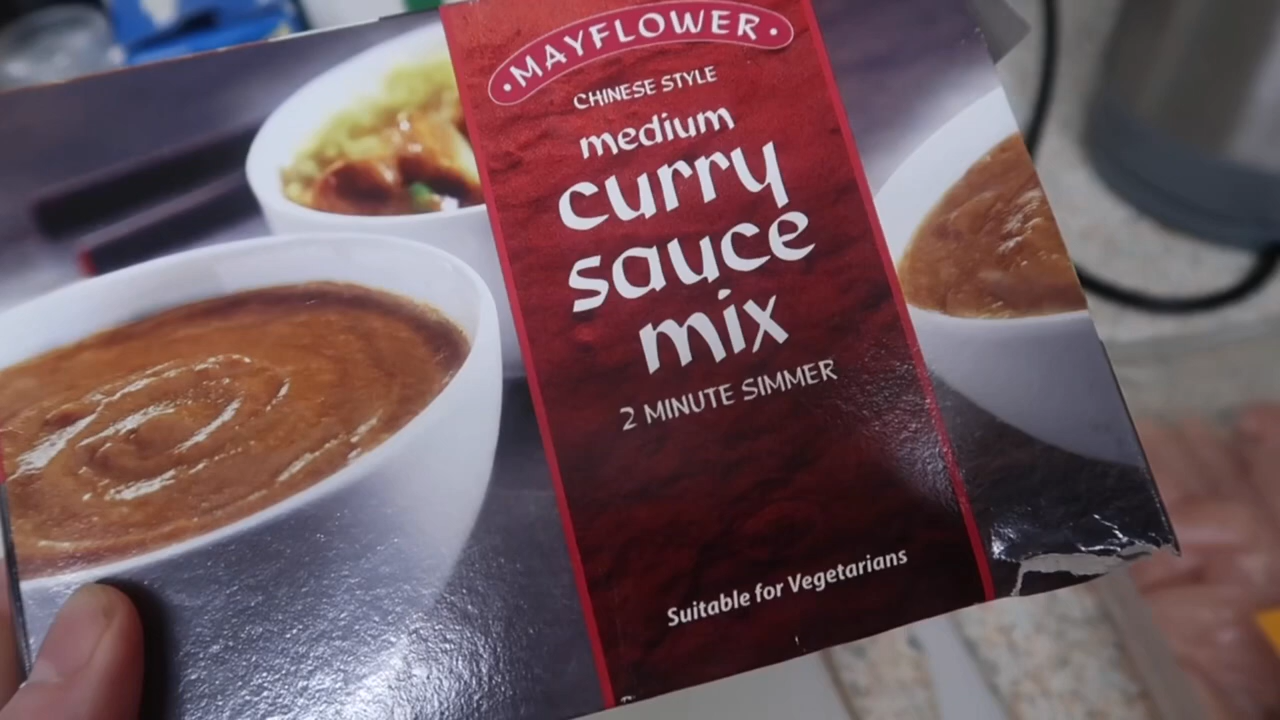 •MAYFLOWER•
CHINESE STYLE
medium
curry
sauce
mix
2 MINUTE SIMMER
Suitable for Vegetarians